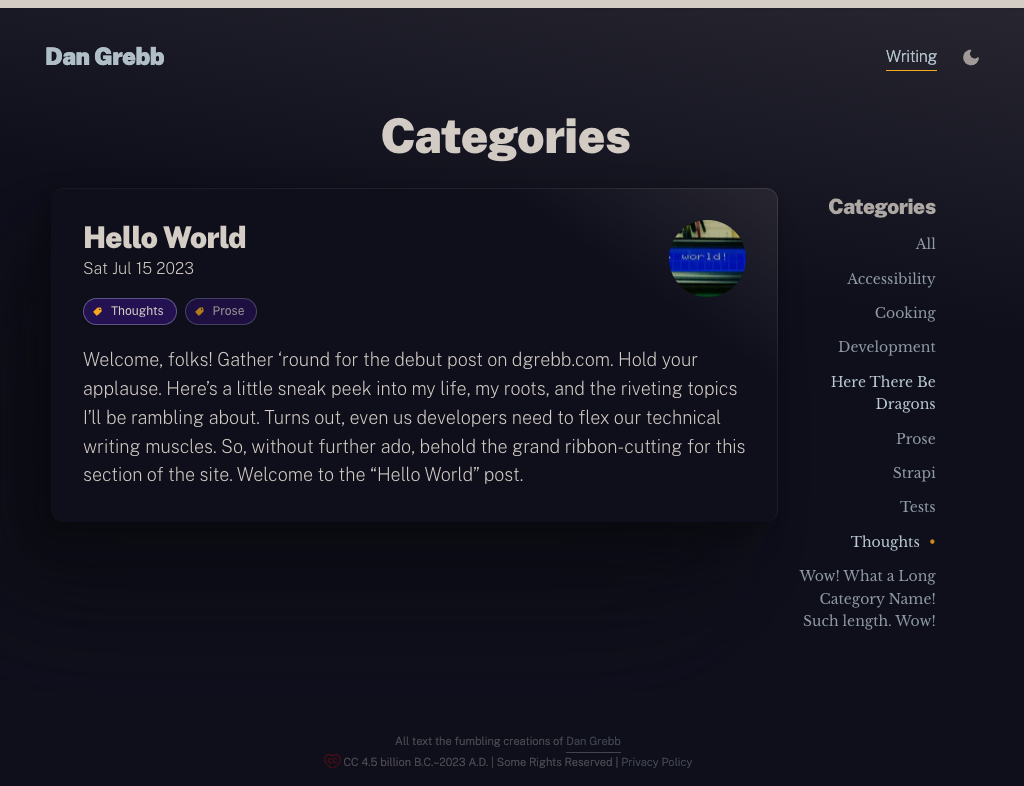 Dan Grebb
Writing
Categories
Hello World
Sat Jul 15 2023
world!
Thoughts
Prose
Welcome, folks! Gather ‘round for the debut post on dgrebb.com. Hold your
applause. Here’s a little sneak peek into my life, my roots, and the riveting topics
I’ll be rambling about. Turns out, even us developers need to flex our technical
writing muscles. So, without further ado, behold the grand ribbon-cutting for this
section of the site. Welcome to the “Hello World” post.
Categories
All
Accessibility
Cooking
Development
Here There Be
Dragons
Prose
Strapi
Tests
Thoughts
Wow! What a Long
Category Name!
Such length. Wow!
All text the fumbling creations of Dan Grebb
CC 4.5 billion B.C.–2023 A.D. | Some Rights Reserved | Privacy Policy